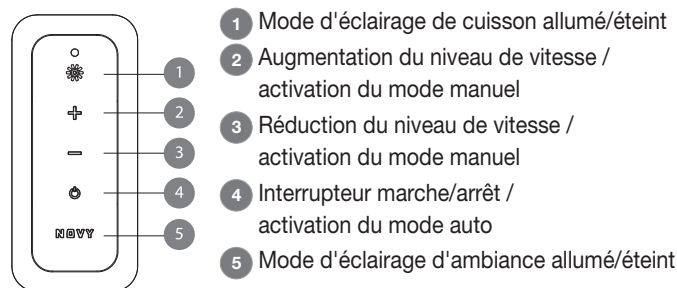 1 Mode d'éclairage de cuisson allumé/éteint
2 Augmentation du niveau de vitesse /
activation du mode manuel
3 Réduction du niveau de vitesse /
activation du mode manuel
4 Interrupteur marche/arrêt /
activation du mode auto
5 Mode d'éclairage d'ambiance allumé/éteint
1
2
3
4
NOVY 5